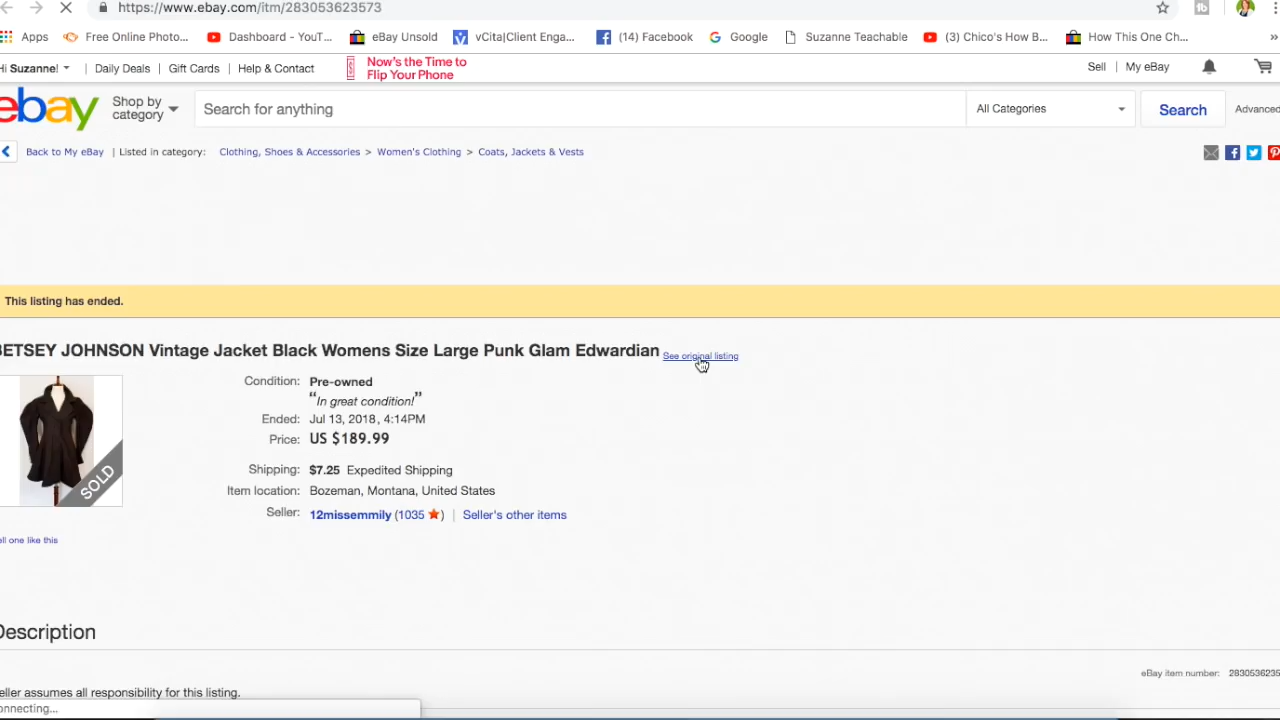 https://www.ebay.com/itm/283053623573
Apps Free Online Photo... Dashboard - YouT... eBay Unsold vCita|Client Enga... (14) Facebook Google Suzanne Teachable (3) Chico's How B... How This One Ch... »
Hi Suzanne! Daily Deals Gift Cards Help & Contact
Now's the Time to
Flip Your Phone
Sell My eBay
ebay
Shop by
category
Search for anything
All Categories
Search
Advanced
Back to My eBay | Listed in category: Clothing, Shoes & Accessories > Women's Clothing > Coats, Jackets & Vests
This listing has ended.
BETSEY JOHNSON Vintage Jacket Black Womens Size Large Punk Glam Edwardian See original listing
SOLD
Condition: Pre-owned
“In great condition!”
Ended: Jul 13, 2018, 4:14PM
Price: US $189.99
Shipping: $7.25 Expedited Shipping
Item location: Bozeman, Montana, United States
Seller: 12missemmily (1035 ★) | Seller's other items
ell one like this
Description
eBay item number: 2830536235
eller assumes all responsibility for this listing.
onnecting...